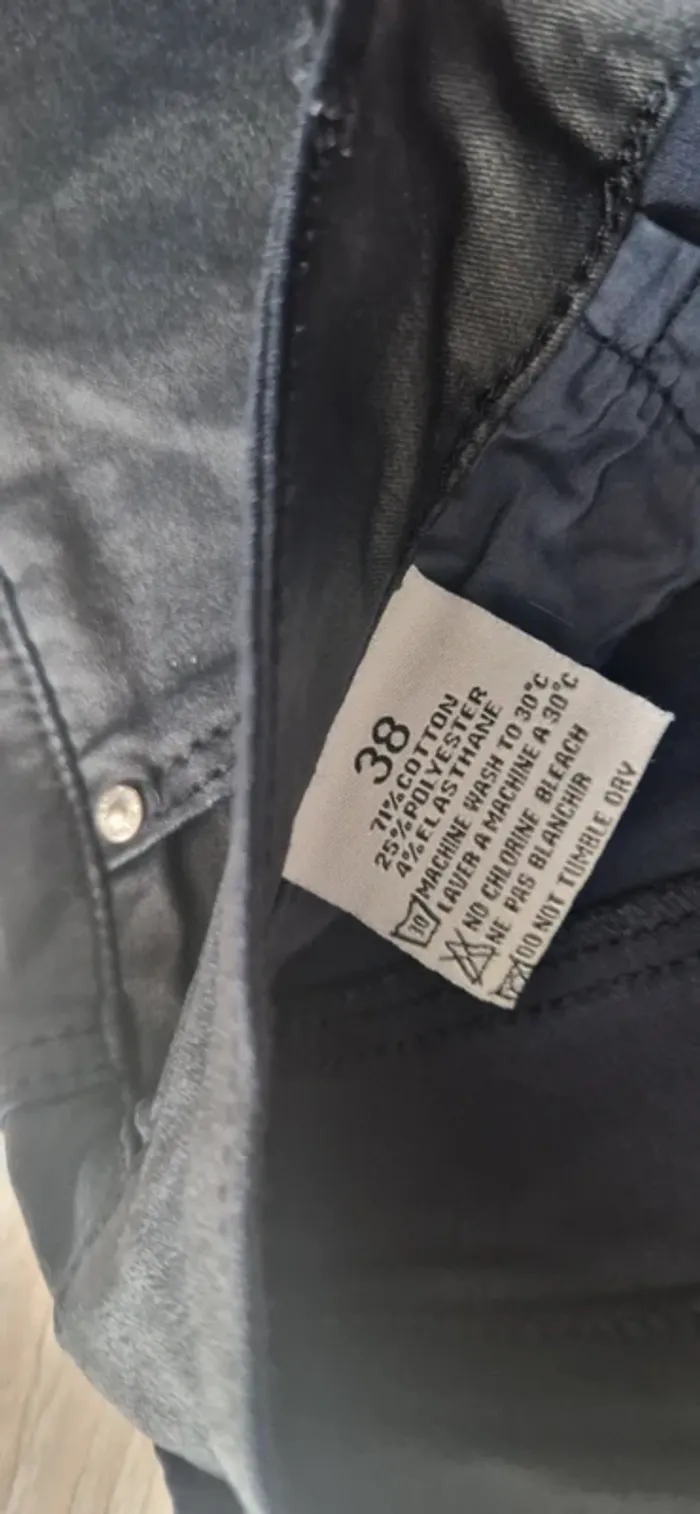 38
71%COTTON
25%POLYESTER
4%ELASTHANE
30
MACHINE WASH TO 30°C
LAVER A MACHINE A 30°C
NO CHLORINE BLEACH
NE PAS BLANCHIR
DO NOT TUMBLE DRY